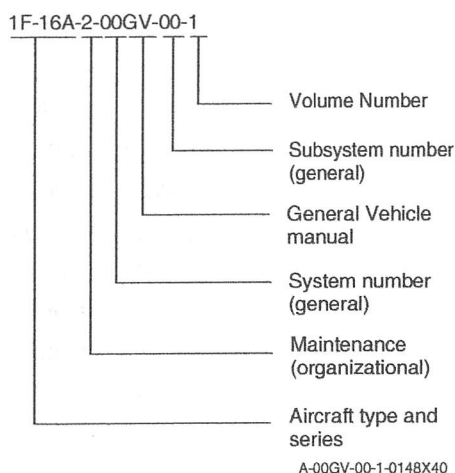 1F-16A-2-00GV-00-1
Volume Number
Subsystem number
(general)
General Vehicle
manual
System number
(general)
Maintenance
(organizational)
Aircraft type and
series
A-00GV-00-1-0148X40